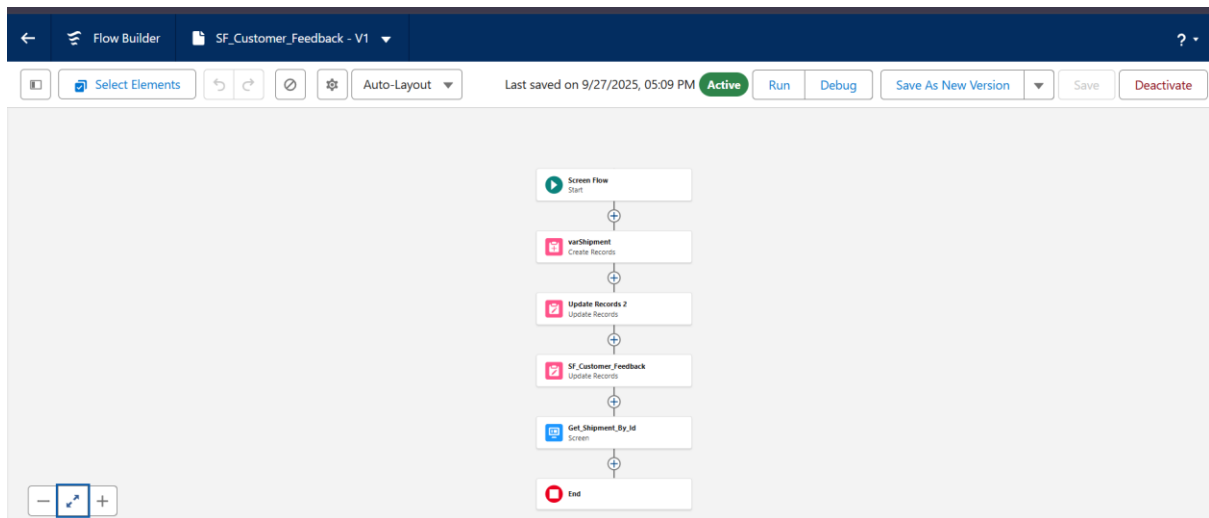 Flow Builder
SF_Customer_Feedback - V1
? 
Select Elements
Auto-Layout
Last saved on 9/27/2025, 05:09 PM
Active
Run
Debug
Save As New Version
Save
Deactivate
Screen Flow
Start
varShipment
Create Records
Update Records 2
Update Records
SF_Customer_Feedback
Update Records
Get_Shipment_By_Id
Screen
End